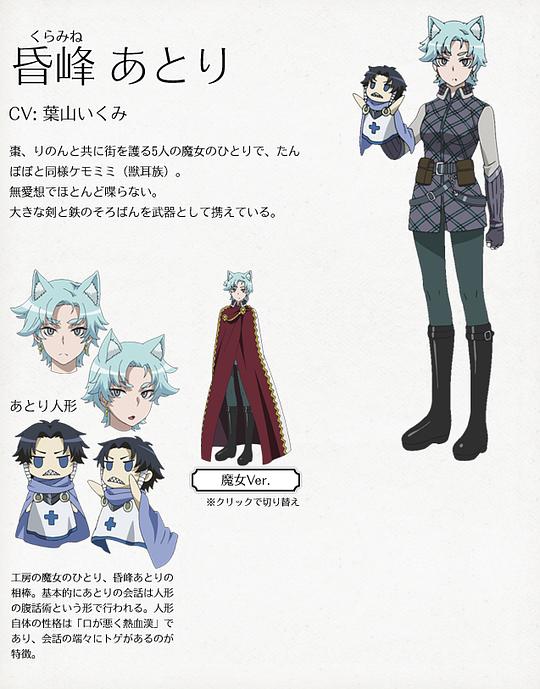 くらみね
昏峰 あとり
CV: 葉山いくみ
棗、りのんと共に街を護る5人の魔女のひとりで、たん
ぽぽと同様ケモミミ（獣耳族）。
無愛想でほとんど喋らない。
大きな剣と鉄のそろばんを武器として携えている。
あとり人形
魔女Ver.
※クリックで切り替え
工房の魔女のひとり、昏峰あとりの
相棒。基本的にあとりの会話は人形
の腹話術という形で行われる。人形
自体の性格は「口が悪く熱血漢」で
あり、会話の端々にトゲがあるのが
特徴。